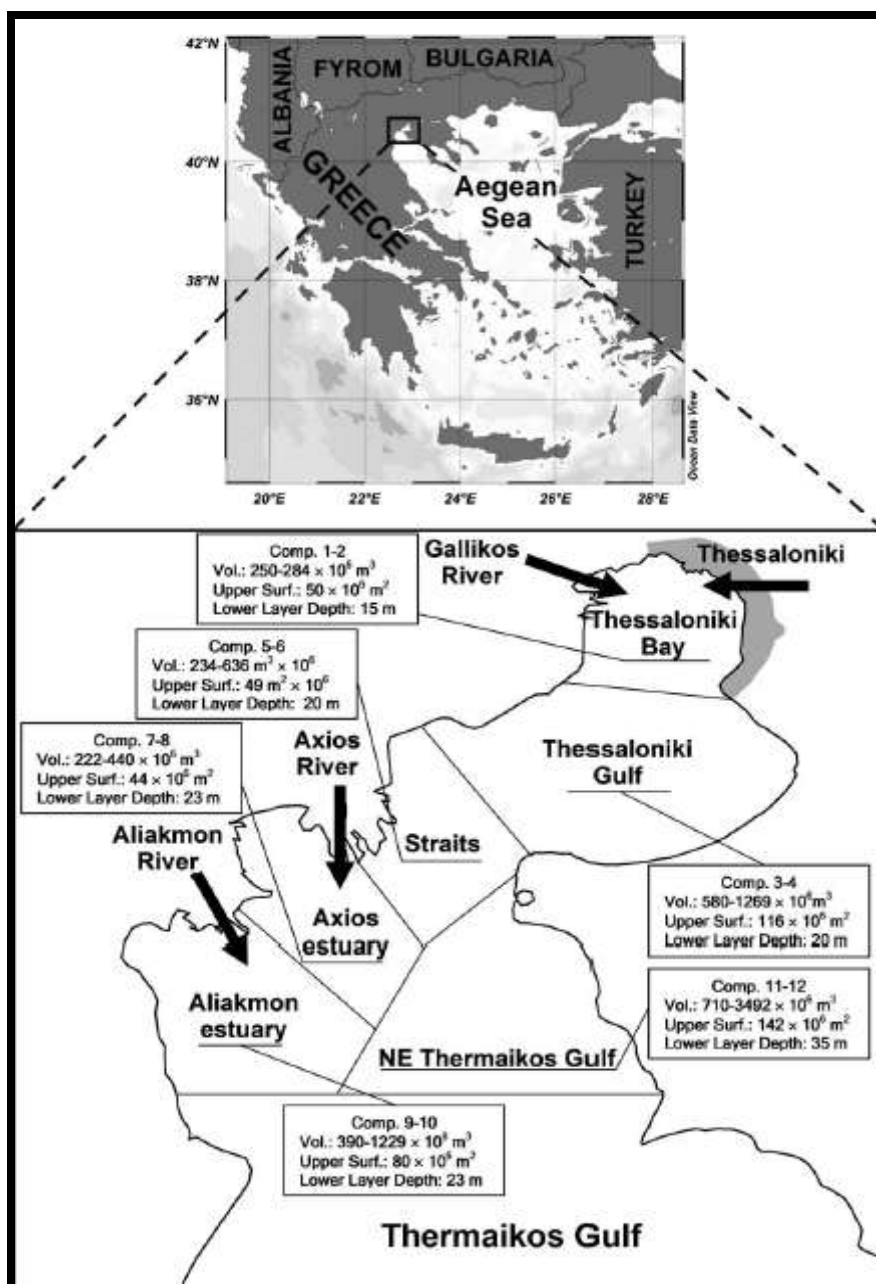 42°N
ALBANIA
FYROM
BULGARIA
40°N
GREECE
Aegean
Sea
TURKEY
38°N
36°N
Ocean Data View
20°E
22°E
24°E
26°E
28°E
Comp. 1-2
Vol.: 250-284 × 10⁶ m³
Upper Surf.: 50 × 10⁶ m²
Lower Layer Depth: 15 m
Gallikos
River
Thessaloniki
Thessaloniki
Bay
Comp. 5-6
Vol.: 234-636 m³ × 10⁶
Upper Surf.: 49 m² × 10⁶
Lower Layer Depth: 20 m
Comp. 7-8
Vol.: 222-440 × 10⁶ m³
Upper Surf.: 44 × 10⁶ m²
Lower Layer Depth: 23 m
Axios
River
Thessaloniki
Gulf
Aliakmon
River
Straits
Comp. 3-4
Vol.: 580-1269 × 10⁶m³
Upper Surf.: 116 × 10⁶ m²
Lower Layer Depth: 20 m
Axios
estuary
Aliakmon
estuary
Comp. 11-12
Vol.: 710-3492 × 10⁶ m³
Upper Surf.: 142 × 10⁶ m²
Lower Layer Depth: 35 m
NE Thermaikos Gulf
Comp. 9-10
Vol.: 390-1229 × 10⁶ m³
Upper Surf.: 80 × 10⁶ m²
Lower Layer Depth: 23 m
Thermaikos Gulf